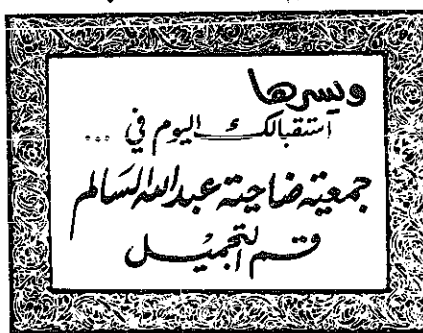 ويسرها
استقبالك اليوم في ...
جمعية ضاحية عبدالله السالم
قسم التجميل